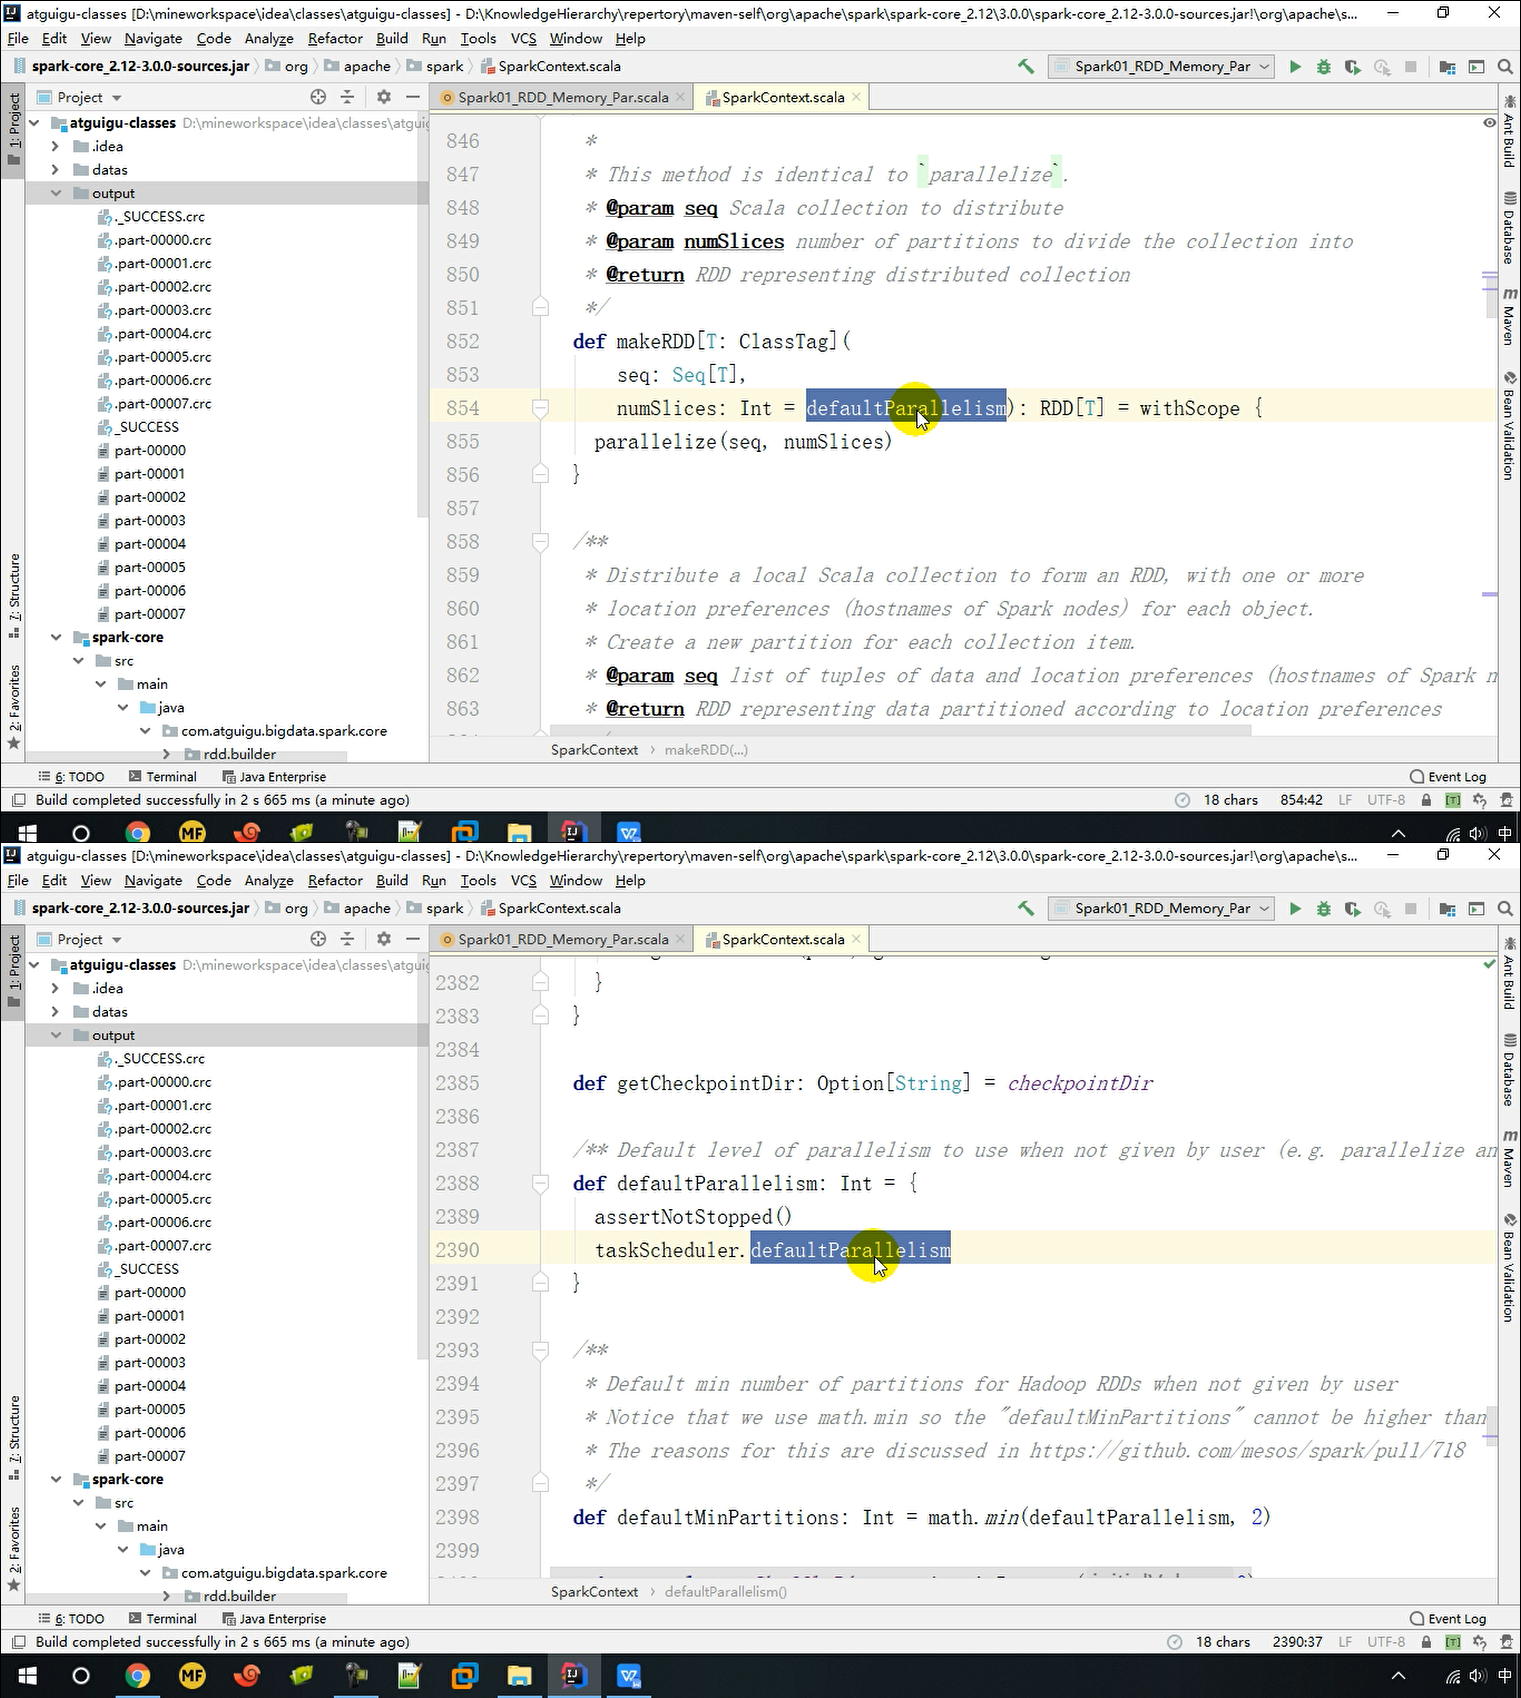 atguigu-classes [D:\mineworkspace\idea\classes\atguigu-classes] - D:\KnowledgeHierarchy\repertory\maven-self\org\apache\spark\spark-core_2.12\3.0.0\spark-core_2.12-3.0.0-sources.jar!\org\apache\s...
File Edit View Navigate Code Analyze Refactor Build Run Tools VCS Window Help
spark-core_2.12-3.0.0-sources.jar org apache spark SparkContext.scala Spark01_RDD_Memory_Par
Project Spark01_RDD_Memory_Par.scala SparkContext.scala
1: Project
7: Structure
2: Favorites
atguigu-classes D:\mineworkspace\idea\classes\atguig
.idea
datas
output
._SUCCESS.crc
.part-00000.crc
.part-00001.crc
.part-00002.crc
.part-00003.crc
.part-00004.crc
.part-00005.crc
.part-00006.crc
.part-00007.crc
_SUCCESS
part-00000
part-00001
part-00002
part-00003
part-00004
part-00005
part-00006
part-00007
spark-core
src
main
java
com.atguigu.bigdata.spark.core
rdd.builder
846 *
847 * This method is identical to `parallelize`.
848 * @param seq Scala collection to distribute
849 * @param numSlices number of partitions to divide the collection into
850 * @return RDD representing distributed collection
851 */
852 def makeRDD[T: ClassTag](
853 seq: Seq[T],
854 numSlices: Int = defaultParallelism): RDD[T] = withScope {
855 parallelize(seq, numSlices)
856 }
857
858 /**
859 * Distribute a local Scala collection to form an RDD, with one or more
860 * location preferences (hostnames of Spark nodes) for each object.
861 * Create a new partition for each collection item.
862 * @param seq list of tuples of data and location preferences (hostnames of Spark n
863 * @return RDD representing data partitioned according to location preferences
SparkContext makeRDD(...)
Ant Build
Database
Maven
Bean Validation
6: TODO Terminal Java Enterprise Event Log
Build completed successfully in 2 s 665 ms (a minute ago) 18 chars 854:42 LF UTF-8 [T]
MF 中
atguigu-classes [D:\mineworkspace\idea\classes\atguigu-classes] - D:\KnowledgeHierarchy\repertory\maven-self\org\apache\spark\spark-core_2.12\3.0.0\spark-core_2.12-3.0.0-sources.jar!\org\apache\s...
File Edit View Navigate Code Analyze Refactor Build Run Tools VCS Window Help
spark-core_2.12-3.0.0-sources.jar org apache spark SparkContext.scala Spark01_RDD_Memory_Par
Project Spark01_RDD_Memory_Par.scala SparkContext.scala
1: Project
7: Structure
2: Favorites
atguigu-classes D:\mineworkspace\idea\classes\atguig
.idea
datas
output
._SUCCESS.crc
.part-00000.crc
.part-00001.crc
.part-00002.crc
.part-00003.crc
.part-00004.crc
.part-00005.crc
.part-00006.crc
.part-00007.crc
_SUCCESS
part-00000
part-00001
part-00002
part-00003
part-00004
part-00005
part-00006
part-00007
spark-core
src
main
java
com.atguigu.bigdata.spark.core
rdd.builder
2382 }
2383 }
2384
2385 def getCheckpointDir: Option[String] = checkpointDir
2386
2387 /** Default level of parallelism to use when not given by user (e.g. parallelize an
2388 def defaultParallelism: Int = {
2389 assertNotStopped()
2390 taskScheduler.defaultParallelism
2391 }
2392
2393 /**
2394 * Default min number of partitions for Hadoop RDDs when not given by user
2395 * Notice that we use math.min so the "defaultMinPartitions" cannot be higher than
2396 * The reasons for this are discussed in https://github.com/mesos/spark/pull/718
2397 */
2398 def defaultMinPartitions: Int = math.min(defaultParallelism, 2)
2399
SparkContext defaultParallelism()
Ant Build
Database
Maven
Bean Validation
6: TODO Terminal Java Enterprise Event Log
Build completed successfully in 2 s 665 ms (a minute ago) 18 chars 2390:37 LF UTF-8 [T]
MF 中